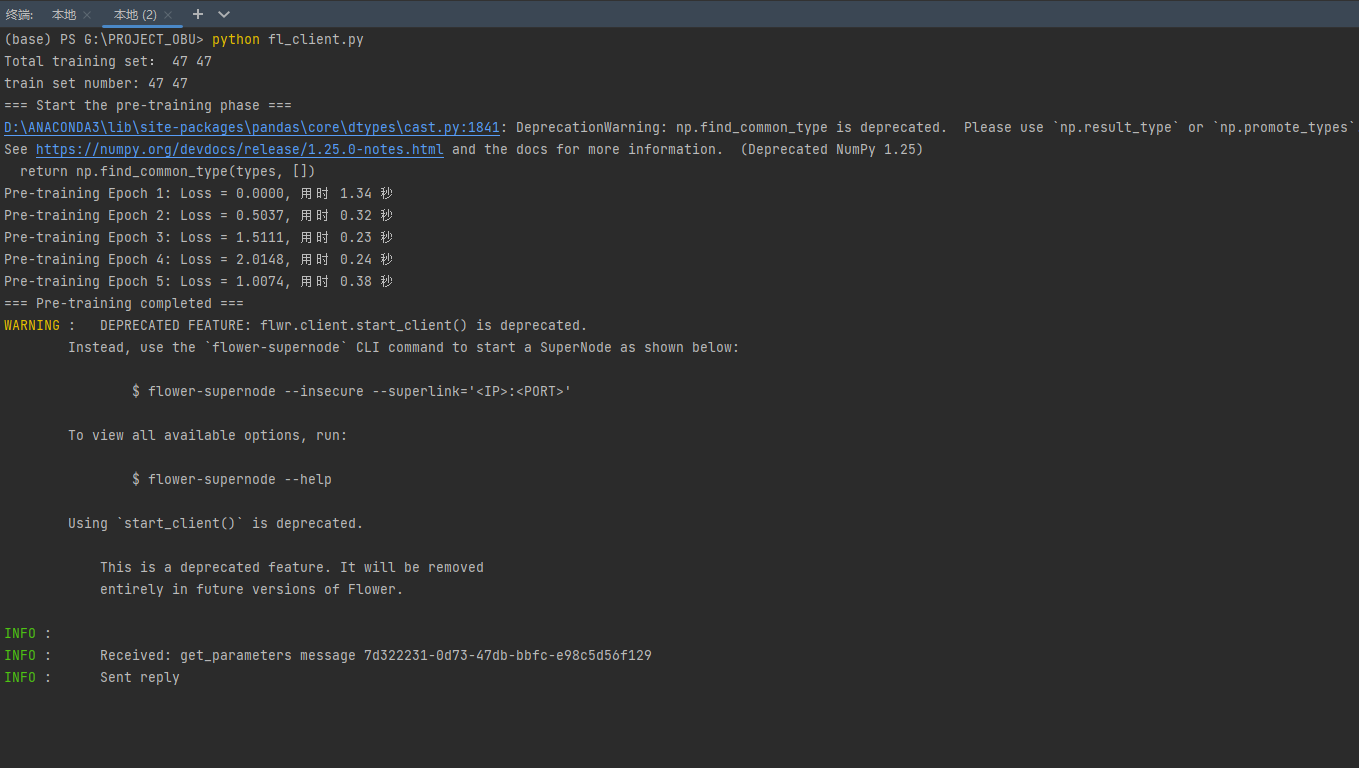 终端: 本地 × 本地 (2) × +
(base) PS G:\PROJECT_OBU> python fl_client.py
Total training set:  47 47
train set number: 47 47
=== Start the pre-training phase ===
D:\ANACONDA3\lib\site-packages\pandas\core\dtypes\cast.py:1841: DeprecationWarning: np.find_common_type is deprecated.  Please use `np.result_type` or `np.promote_types`
See https://numpy.org/devdocs/release/1.25.0-notes.html and the docs for more information.  (Deprecated NumPy 1.25)
  return np.find_common_type(types, [])
Pre-training Epoch 1: Loss = 0.0000, 用时 1.34 秒
Pre-training Epoch 2: Loss = 0.5037, 用时 0.32 秒
Pre-training Epoch 3: Loss = 1.5111, 用时 0.23 秒
Pre-training Epoch 4: Loss = 2.0148, 用时 0.24 秒
Pre-training Epoch 5: Loss = 1.0074, 用时 0.38 秒
=== Pre-training completed ===
WARNING :   DEPRECATED FEATURE: flwr.client.start_client() is deprecated.
        Instead, use the `flower-supernode` CLI command to start a SuperNode as shown below:
                $ flower-supernode --insecure --superlink='<IP>:<PORT>'
        To view all available options, run:
                $ flower-supernode --help
        Using `start_client()` is deprecated.
            This is a deprecated feature. It will be removed
            entirely in future versions of Flower.
INFO :
INFO :      Received: get_parameters message 7d322231-0d73-47db-bbfc-e98c5d56f129
INFO :      Sent reply